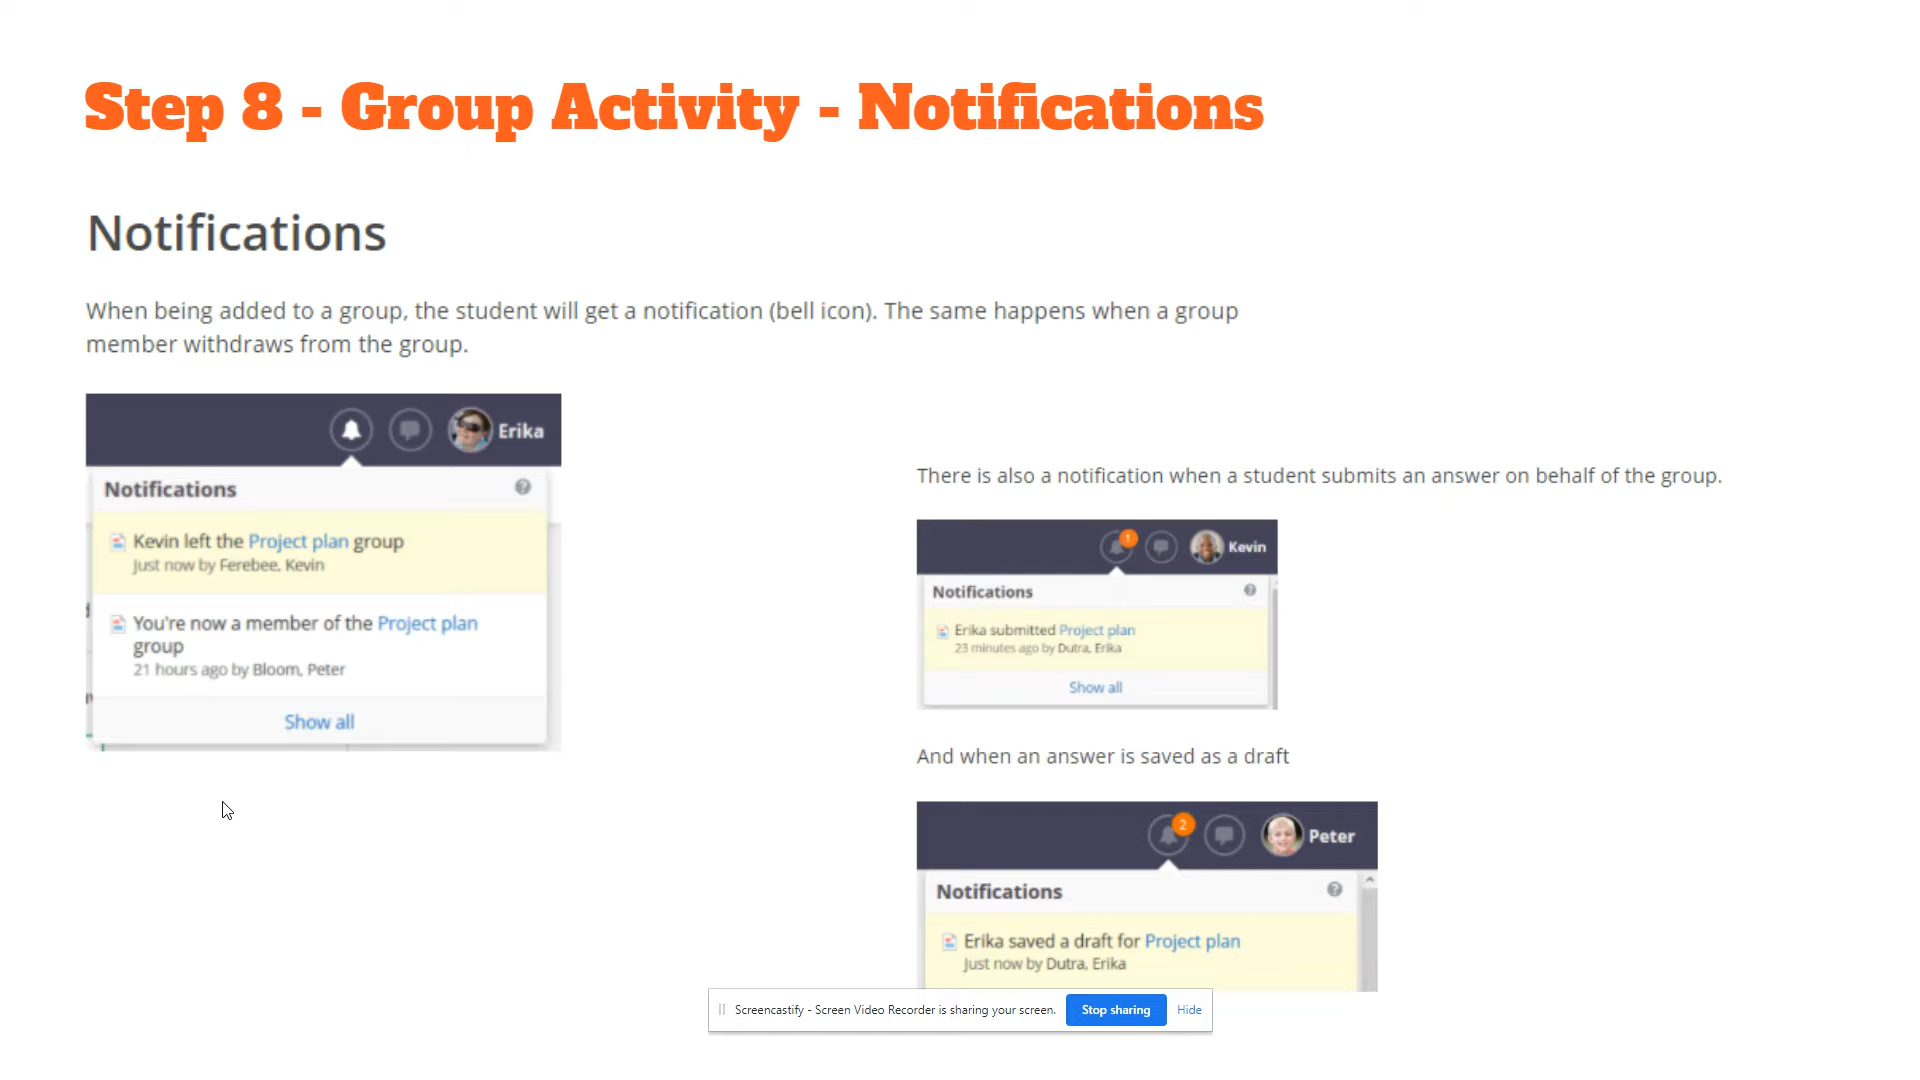 Step 8 - Group Activity - Notifications
Notifications
When being added to a group, the student will get a notification (bell icon). The same happens when a group
member withdraws from the group.
Erika
Notifications
Kevin left the Project plan group
Just now by Ferebee, Kevin
You're now a member of the Project plan
group
21 hours ago by Bloom, Peter
Show all
There is also a notification when a student submits an answer on behalf of the group.
1
Kevin
Notifications
Erika submitted Project plan
23 minutes ago by Dutra, Erika
Show all
And when an answer is saved as a draft
2
Peter
Notifications
Erika saved a draft for Project plan
Just now by Dutra, Erika
Screencastify - Screen Video Recorder is sharing your screen.
Stop sharing
Hide